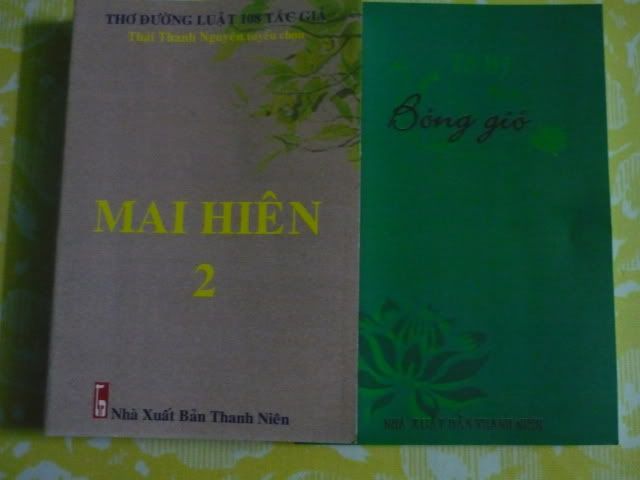 THƠ ĐƯỜNG LUẬT 108 TÁC GIẢ
Thái Thanh Nguyên tuyển chọn
MAI HIÊN
2
Nhà Xuất Bản Thanh Niên
Bóng gió
NHÀ XUẤT BẢN THANH NIÊN